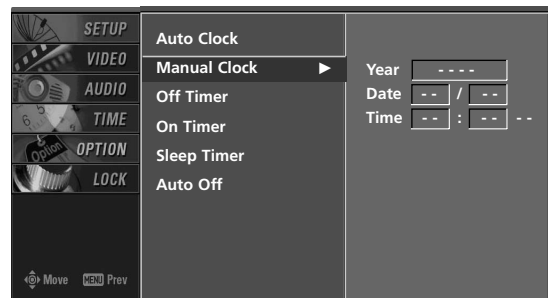 SETUP
VIDEO
AUDIO
TIME
OPTION
LOCK
Move MENU Prev
Auto Clock
Manual Clock ►
Off Timer
On Timer
Sleep Timer
Auto Off
Year - - - -
Date - - / - -
Time - - : - - - -